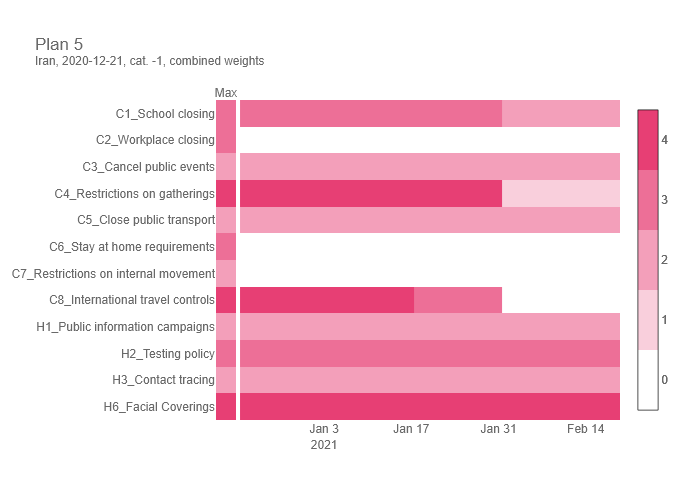 Plan 5
Iran, 2020-12-21, cat. -1, combined weights
Max
C1_School closing
C2_Workplace closing
C3_Cancel public events
C4_Restrictions on gatherings
C5_Close public transport
C6_Stay at home requirements
C7_Restrictions on internal movement
C8_International travel controls
H1_Public information campaigns
H2_Testing policy
H3_Contact tracing
H6_Facial Coverings
Jan 3
2021
Jan 17
Jan 31
Feb 14
4
3
2
1
0